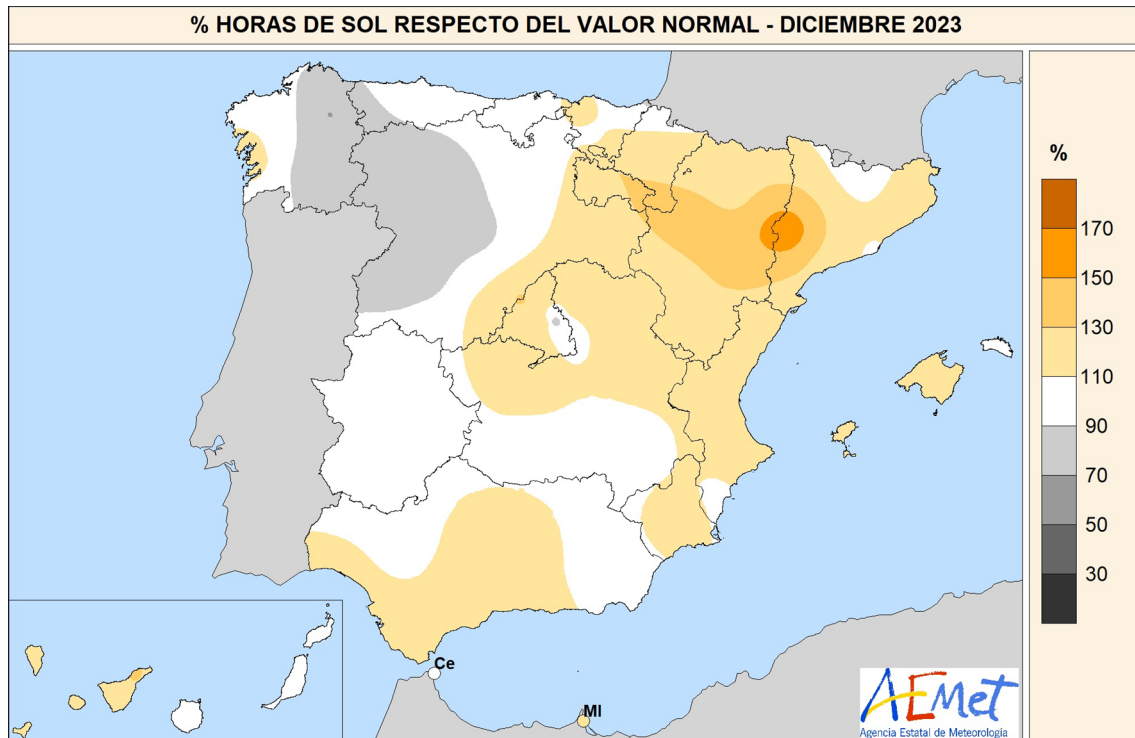 % HORAS DE SOL RESPECTO DEL VALOR NORMAL - DICIEMBRE 2023
%
170
150
130
110
90
70
50
30
Ce
Ml
AEMet
Agencia Estatal de Meteorología